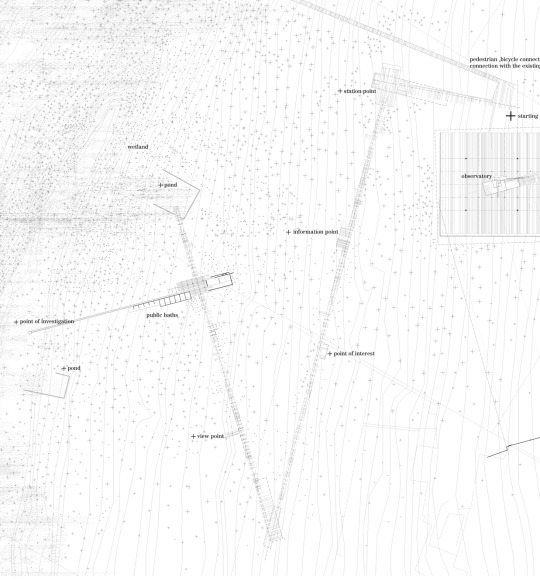 pedestrian ,bicycle connect
connection with the existing
station point
starting
wetland
observatory
pond
information point
public baths
point of investigation
point of interest
pond
view point